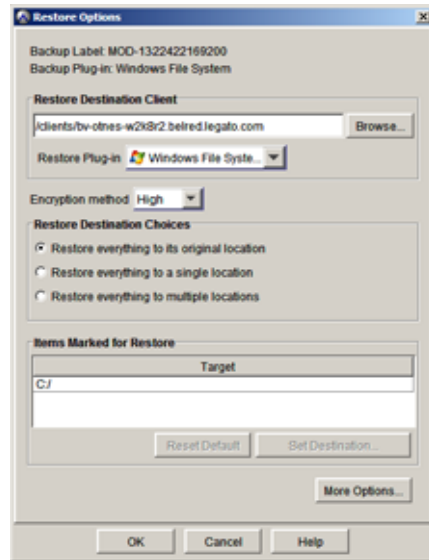 Restore Options
Backup Label: MOD-1322422169200
Backup Plug-in: Windows File System
Restore Destination Client
/clients/bv-otnes-w2k8r2.belred.legato.com Browse...
Restore Plug-in Windows File Syste...
Encryption method High
Restore Destination Choices
Restore everything to its original location
Restore everything to a single location
Restore everything to multiple locations
Items Marked for Restore
Target
C:/
Reset Default Set Destination...
More Options...
OK Cancel Help